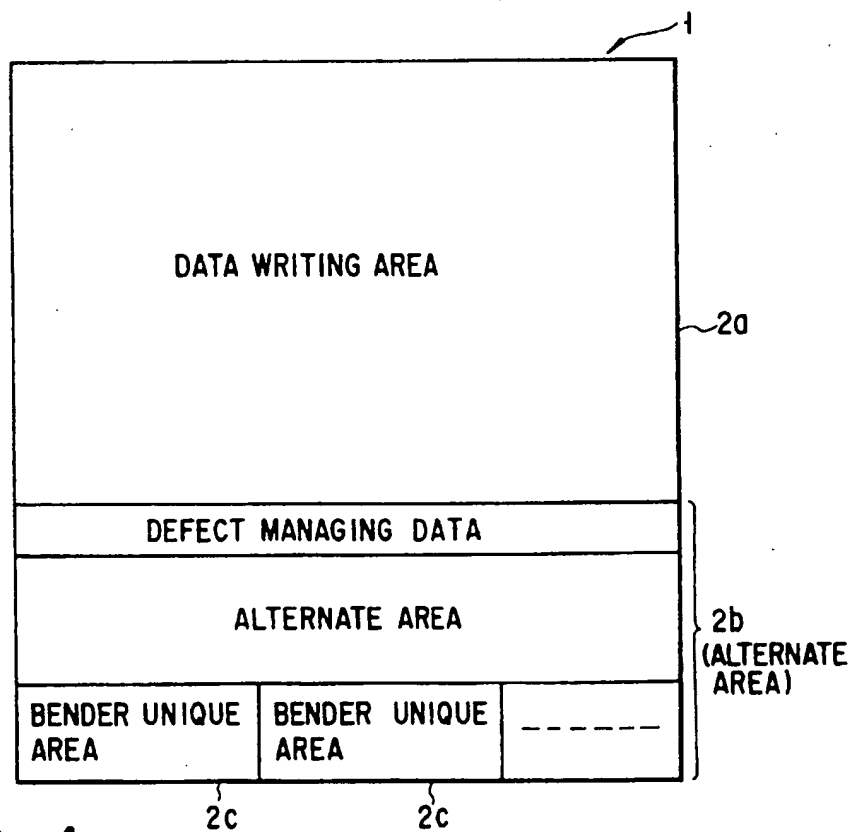 1
DATA WRITING AREA
2a
DEFECT MANAGING DATA
ALTERNATE AREA
2b
(ALTERNATE
AREA)
BENDER UNIQUE
AREA
BENDER UNIQUE
AREA
2c
2c